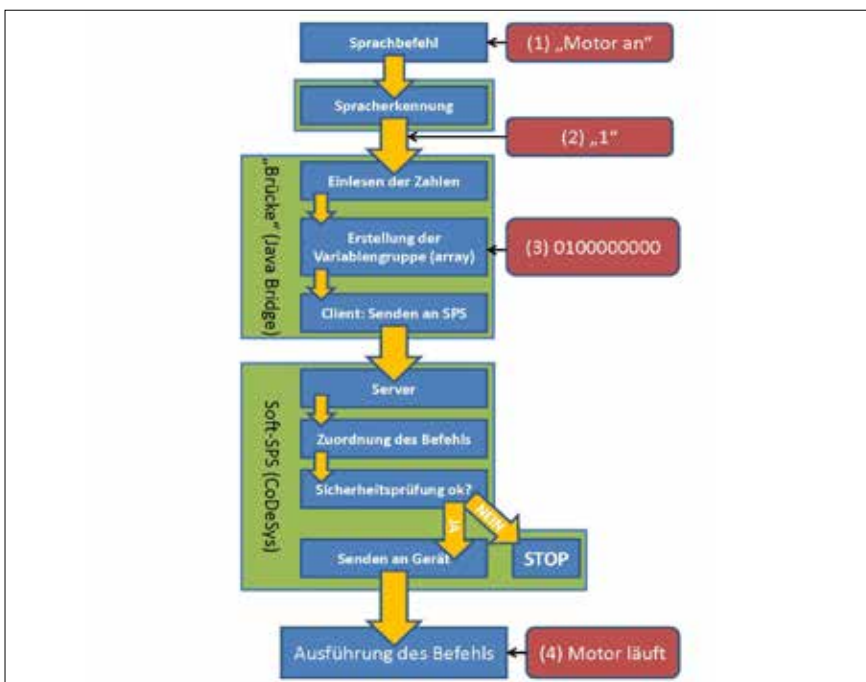 Sprachbefehl
(1) „Motor an“
Spracherkennung
(2) „1“
„Brücke“ (Java Bridge)
Einlesen der Zahlen
Erstellung der
Variablengruppe (array)
(3) 0100000000
Client: Senden an SPS
Soft-SPS (CoDeSys)
Server
Zuordnung des Befehls
Sicherheitsprüfung ok?
JA
NEIN
Senden an Gerät
STOP
Ausführung des Befehls
(4) Motor läuft